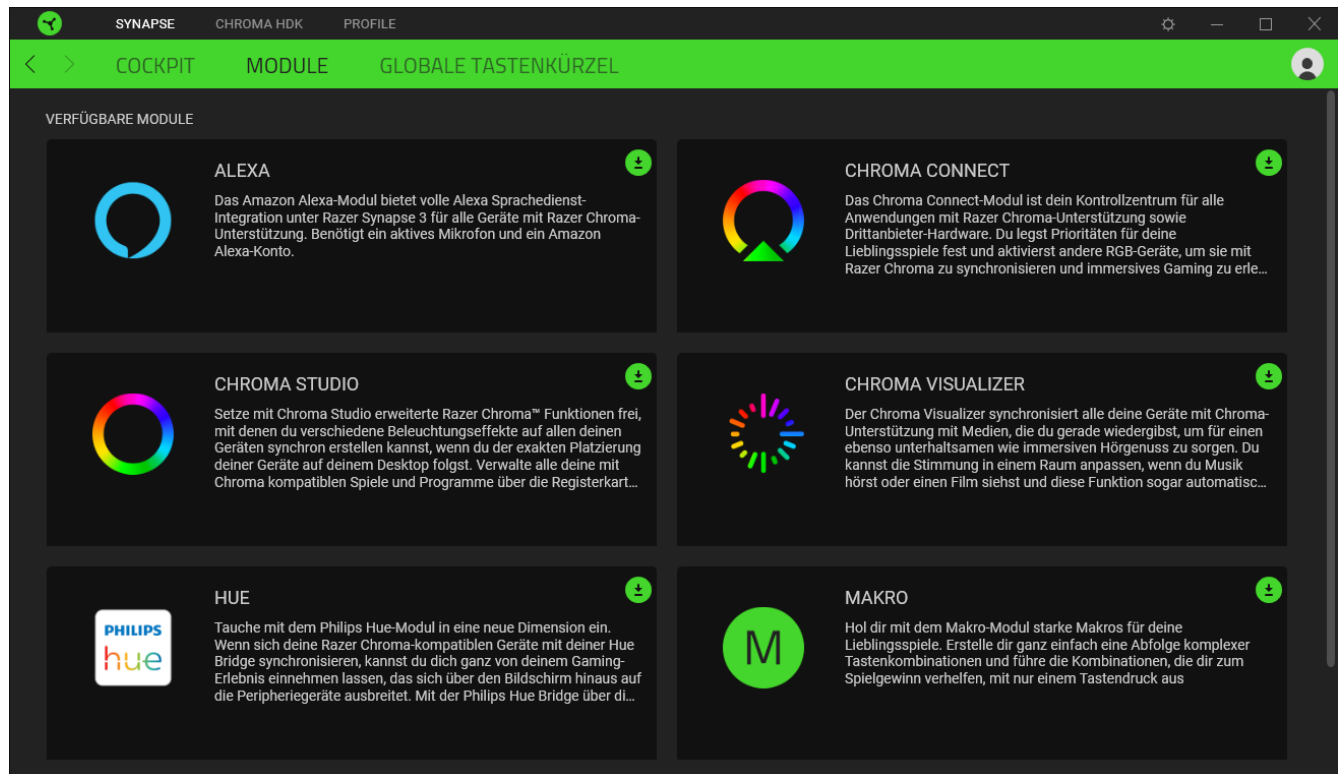 SYNAPSE
CHROMA HDK
PROFILE
COCKPIT
MODULE
GLOBALE TASTENKÜRZEL
VERFÜGBARE MODULE
ALEXA
Das Amazon Alexa-Modul bietet volle Alexa Sprachedienst-
Integration unter Razer Synapse 3 für alle Geräte mit Razer Chroma-
Unterstützung. Benötigt ein aktives Mikrofon und ein Amazon
Alexa-Konto.
CHROMA CONNECT
Das Chroma Connect-Modul ist dein Kontrollzentrum für alle
Anwendungen mit Razer Chroma-Unterstützung sowie
Drittanbieter-Hardware. Du legst Prioritäten für deine
Lieblingsspiele fest und aktivierst andere RGB-Geräte, um sie mit
Razer Chroma zu synchronisieren und immersives Gaming zu erle...
CHROMA STUDIO
Setze mit Chroma Studio erweiterte Razer Chroma™ Funktionen frei,
mit denen du verschiedene Beleuchtungseffekte auf allen deinen
Geräten synchron erstellen kannst, wenn du der exakten Platzierung
deiner Geräte auf deinem Desktop folgst. Verwalte alle deine mit
Chroma kompatiblen Spiele und Programme über die Registerkart...
CHROMA VISUALIZER
Der Chroma Visualizer synchronisiert alle deine Geräte mit Chroma-
Unterstützung mit Medien, die du gerade wiedergibst, um für einen
ebenso unterhaltsamen wie immersiven Hörgenuss zu sorgen. Du
kannst die Stimmung in einem Raum anpassen, wenn du Musik
hörst oder einen Film siehst und diese Funktion sogar automatisc...
PHILIPS
hue
HUE
Tauche mit dem Philips Hue-Modul in eine neue Dimension ein.
Wenn sich deine Razer Chroma-kompatiblen Geräte mit deiner Hue
Bridge synchronisieren, kannst du dich ganz von deinem Gaming-
Erlebnis einnehmen lassen, das sich über den Bildschirm hinaus auf
die Peripheriegeräte ausbreitet. Mit der Philips Hue Bridge über di...
M
MAKRO
Hol dir mit dem Makro-Modul starke Makros für deine
Lieblingsspiele. Erstelle dir ganz einfach eine Abfolge komplexer
Tastenkombinationen und führe die Kombinationen, die dir zum
Spielgewinn verhelfen, mit nur einem Tastendruck aus